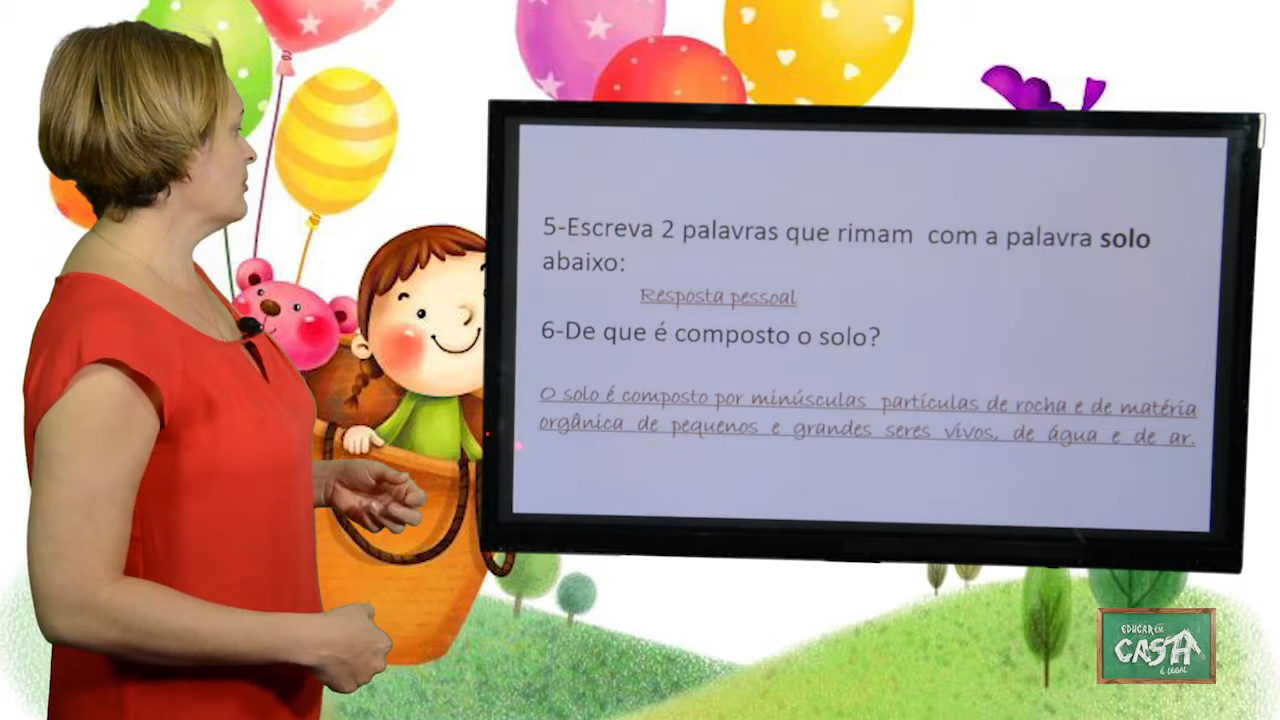 5-Escreva 2 palavras que rimam com a palavra solo
abaixo:
Resposta pessoal
6-De que é composto o solo?
O solo é composto por minúsculas partículas de rocha e de matéria
orgânica de pequenos e grandes seres vivos, de água e de ar.
EDUCAR EM
CASA
É LEGAL